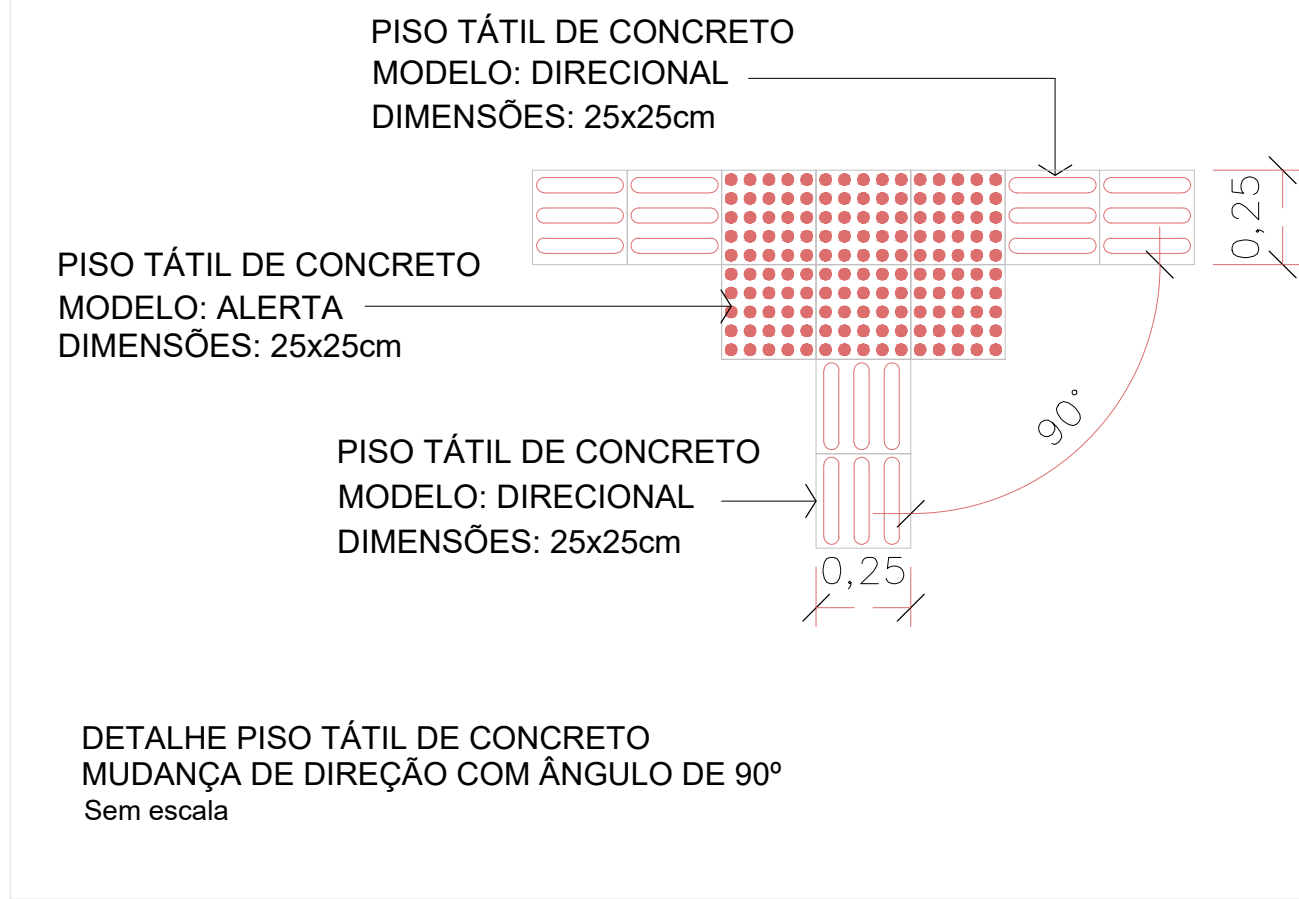 PISO TÁTIL DE CONCRETO
MODELO: DIRECIONAL
DIMENSÕES: 25x25cm
0,25
PISO TÁTIL DE CONCRETO
MODELO: ALERTA
DIMENSÕES: 25x25cm
90°
PISO TÁTIL DE CONCRETO
MODELO: DIRECIONAL
DIMENSÕES: 25x25cm
0,25
DETALHE PISO TÁTIL DE CONCRETO
MUDANÇA DE DIREÇÃO COM ÂNGULO DE 90º
Sem escala